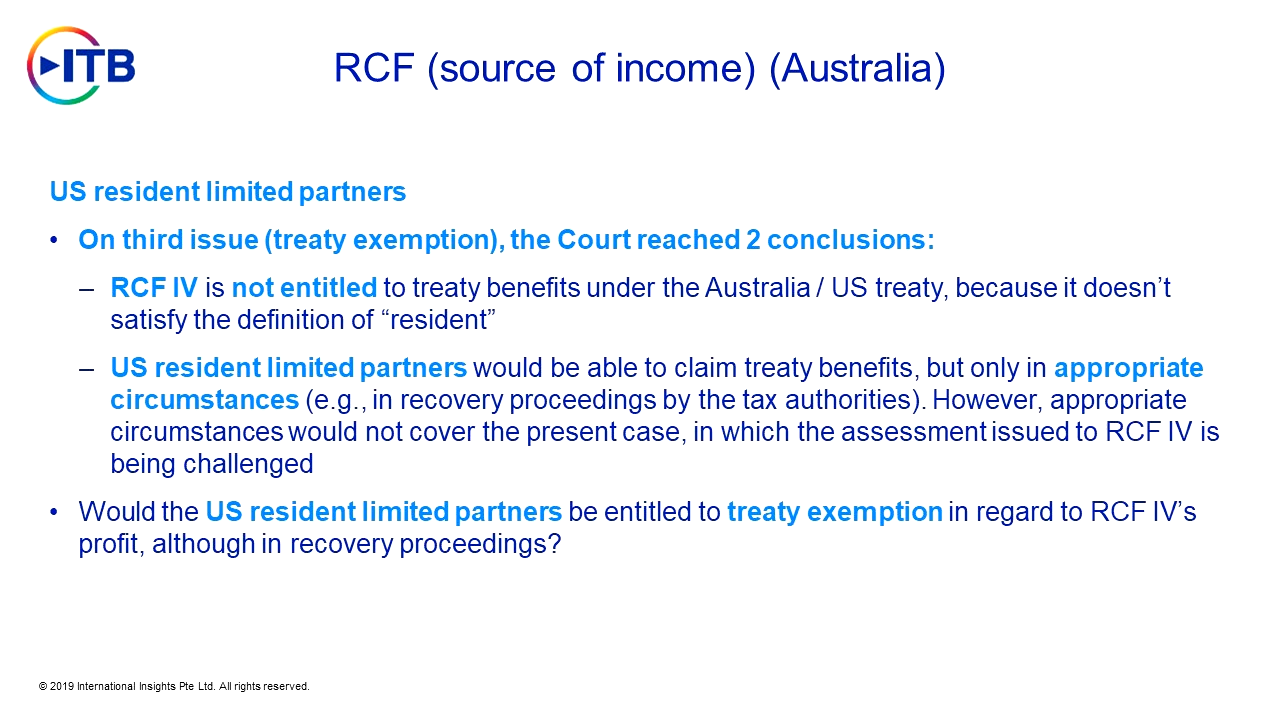 ITB
RCF (source of income) (Australia)
US resident limited partners
• On third issue (treaty exemption), the Court reached 2 conclusions:
– RCF IV is not entitled to treaty benefits under the Australia / US treaty, because it doesn’t
satisfy the definition of “resident”
– US resident limited partners would be able to claim treaty benefits, but only in appropriate
circumstances (e.g., in recovery proceedings by the tax authorities). However, appropriate
circumstances would not cover the present case, in which the assessment issued to RCF IV is
being challenged
• Would the US resident limited partners be entitled to treaty exemption in regard to RCF IV’s
profit, although in recovery proceedings?
© 2019 International Insights Pte Ltd. All rights reserved.